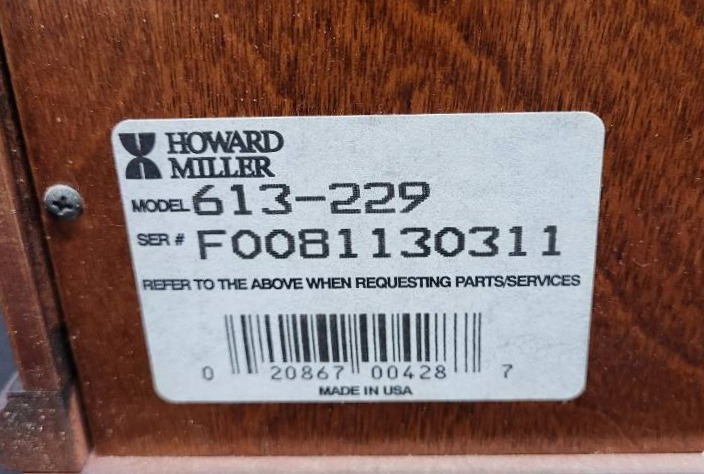 HOWARD
MILLER
MODEL 613-229
SER # F0081130311
REFER TO THE ABOVE WHEN REQUESTING PARTS/SERVICES
0 20867 00428 7
MADE IN USA